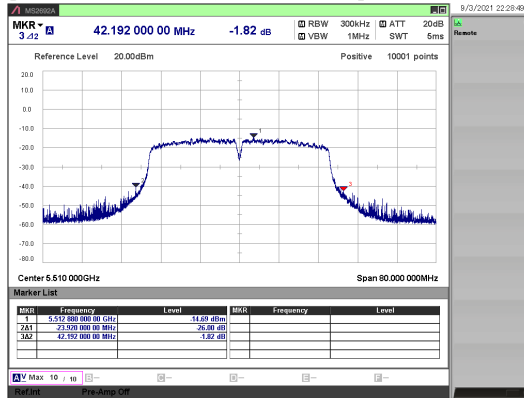 MS2692A
9/3/2021 22:28:49
MKR 42.192 000 00 MHz -1.82 dB RBW 300kHz ATT 20dB
3 Δ2 VBW 1MHz SWT 5ms
Remote
Reference Level 20.00dBm Positive 10001 points
20.0
10.0
0.0
-10.0
1
-20.0
-30.0
-40.0
2 3
-50.0
-60.0
-70.0
-80.0
Center 5.510 000GHz Span 80.000 000MHz
Marker List
MKR Frequency Level MKR Frequency Level
1 5.512 880 000 00 GHz -14.69 dBm
2Δ1 -23.920 000 00 MHz -26.00 dB
3Δ2 42.192 000 00 MHz -1.82 dB
A Max 10 / 10 B C D E F
Ref.Int Pre-Amp Off